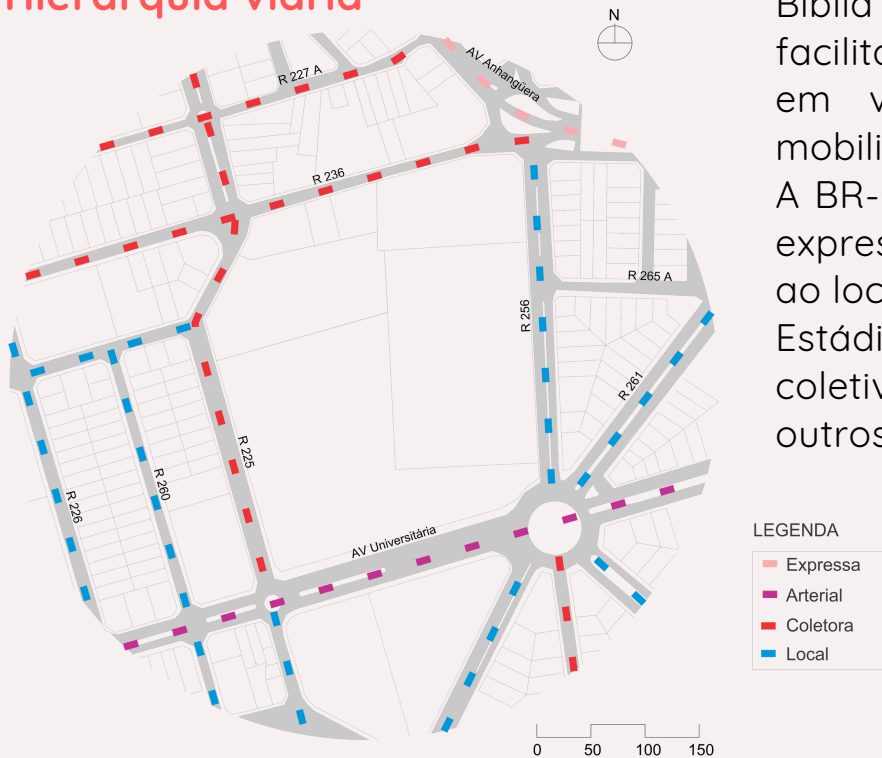 Hierarquia viária
Bíblia
facilito
em v
mobili
A BR-
expres
ao loc
Estádi
coletiv
outros
N
AV Anhangüera
R 227 A
R 236
R 265 A
R 256
R 261
R 225
R 260
R 226
AV Universitária
LEGENDA
Expressa
Arterial
Coletora
Local
0 50 100 150